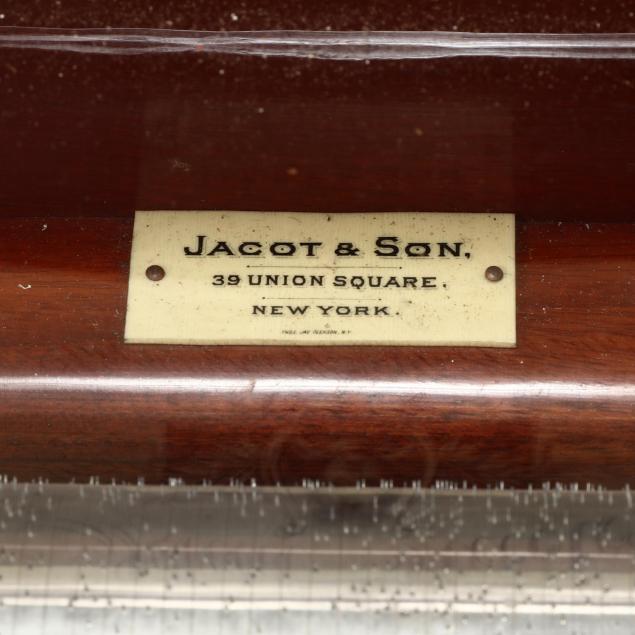 JACOT & SON,
39 UNION SQUARE.
NEW YORK.
N.Y.